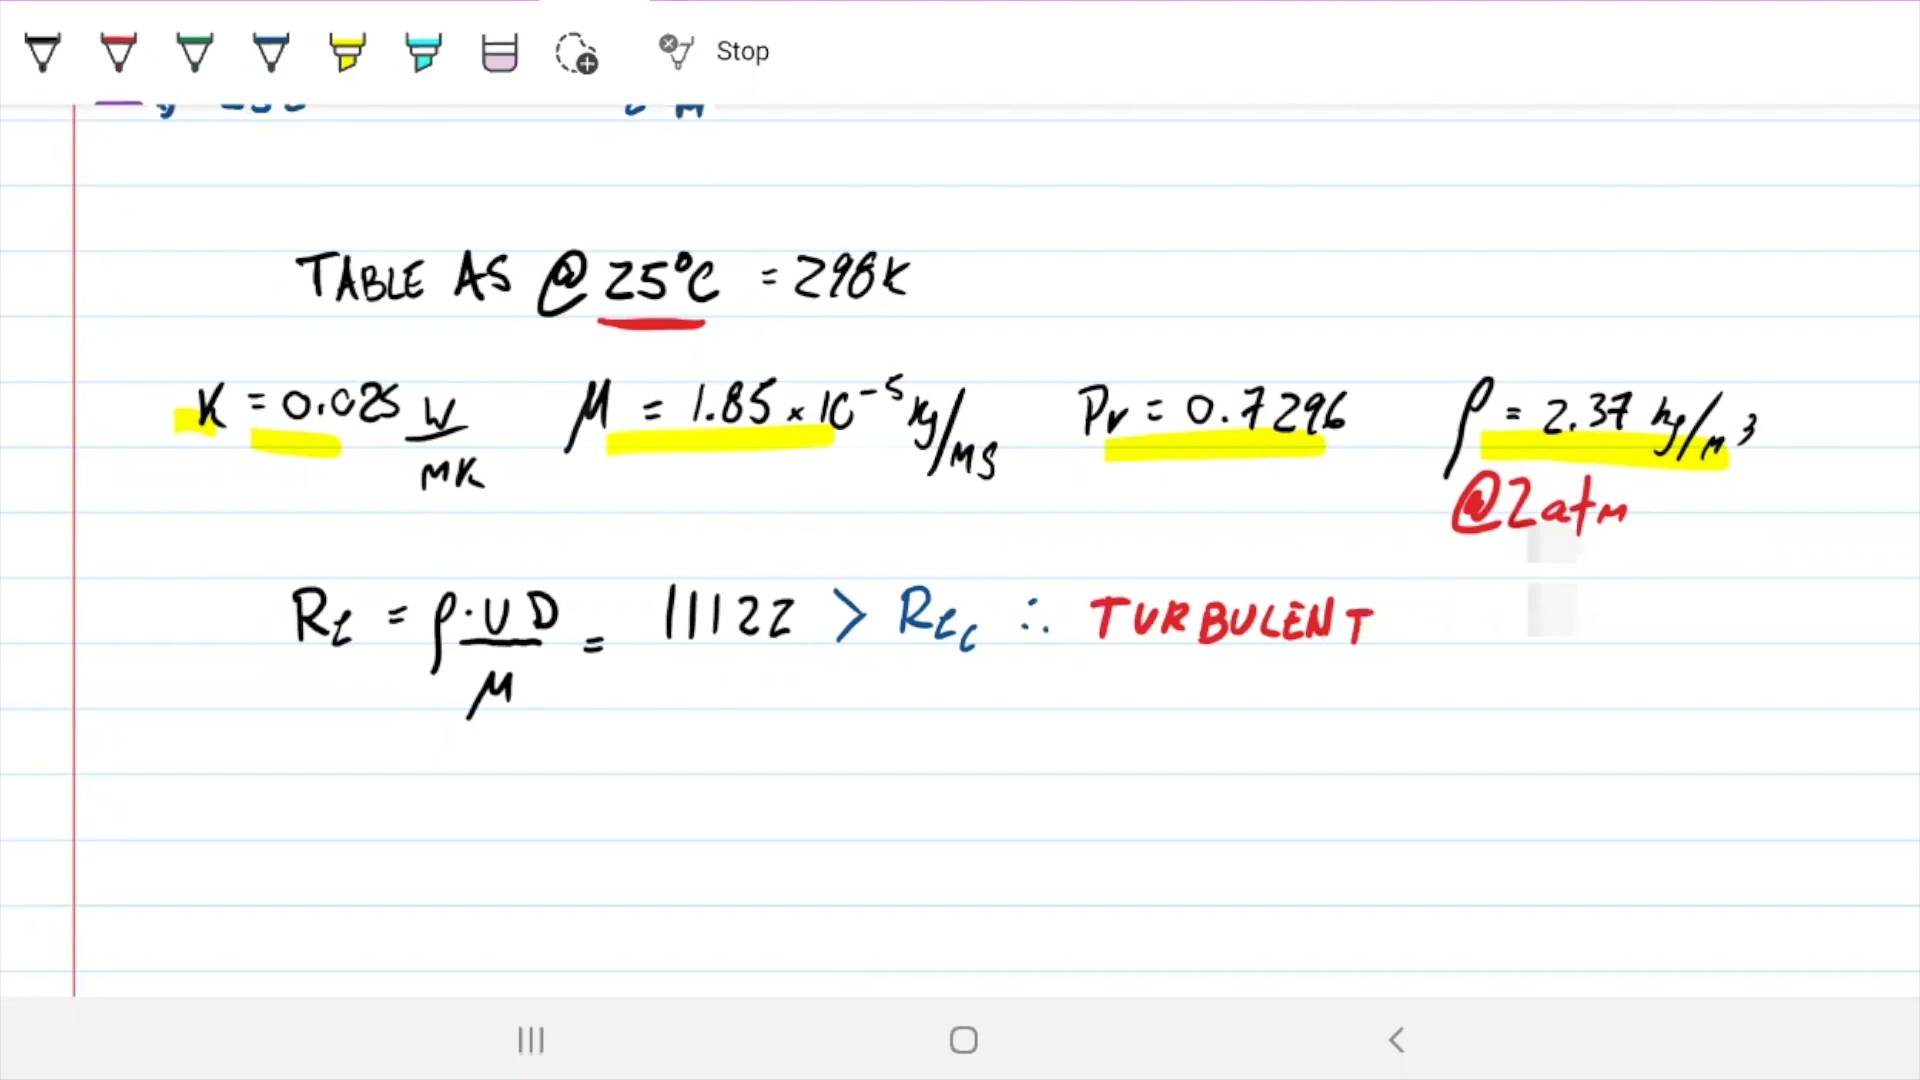 Stop
TABLE A5 @ 25°C = 298K
K = 0.025 W/MK  μ = 1.85 × 10⁻⁵ kg/MS  Pr = 0.7296  ρ = 2.37 kg/M³
@2atm
Re = ρ·UD/μ = 11122 > Rec ∴ TURBULENT